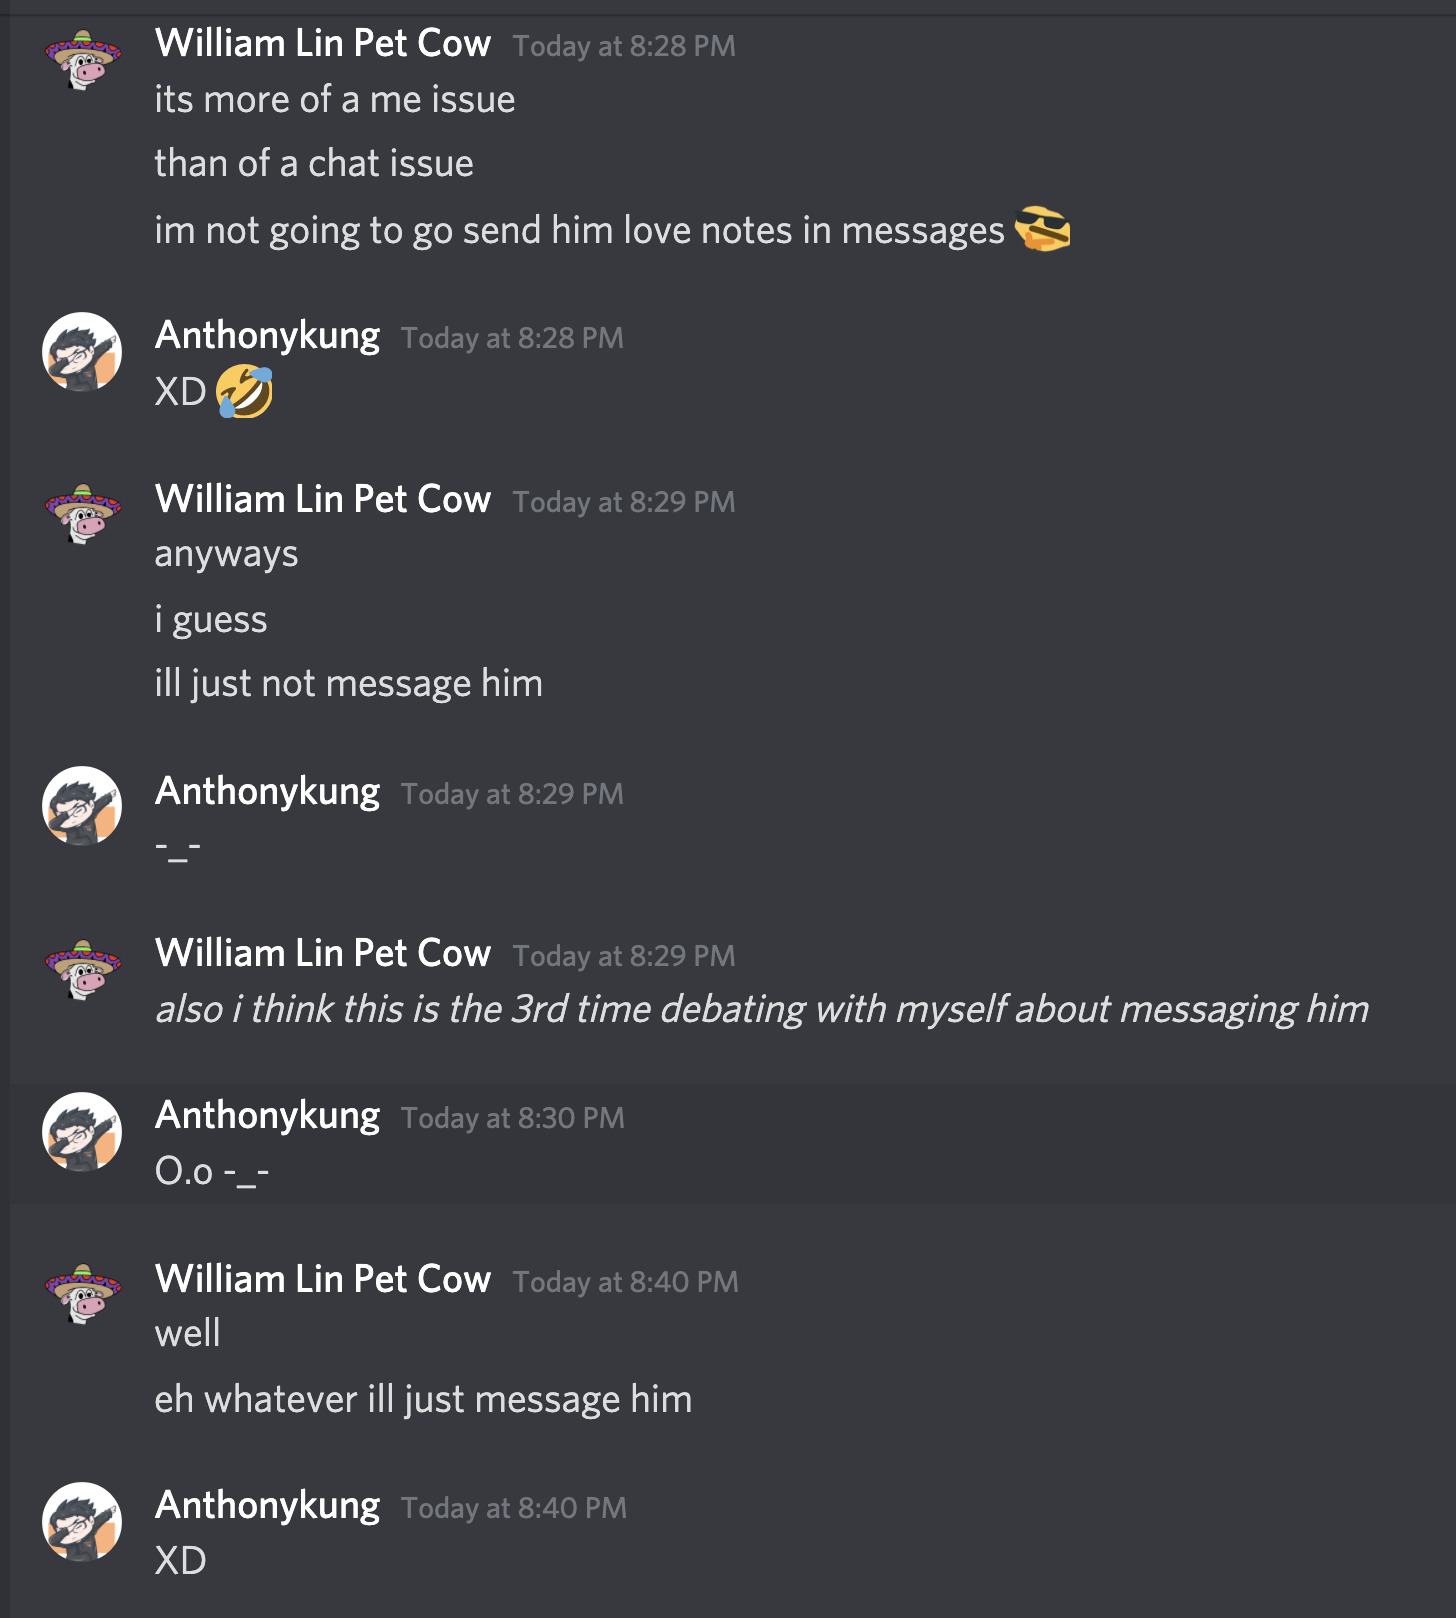 William Lin Pet Cow Today at 8:28 PM
its more of a me issue
than of a chat issue
im not going to go send him love notes in messages
Anthonykung Today at 8:28 PM
XD 🤣
William Lin Pet Cow Today at 8:29 PM
anyways
i guess
ill just not message him
Anthonykung Today at 8:29 PM
-_-
William Lin Pet Cow Today at 8:29 PM
also i think this is the 3rd time debating with myself about messaging him
Anthonykung Today at 8:30 PM
O.o -_-
William Lin Pet Cow Today at 8:40 PM
well
eh whatever ill just message him
Anthonykung Today at 8:40 PM
XD